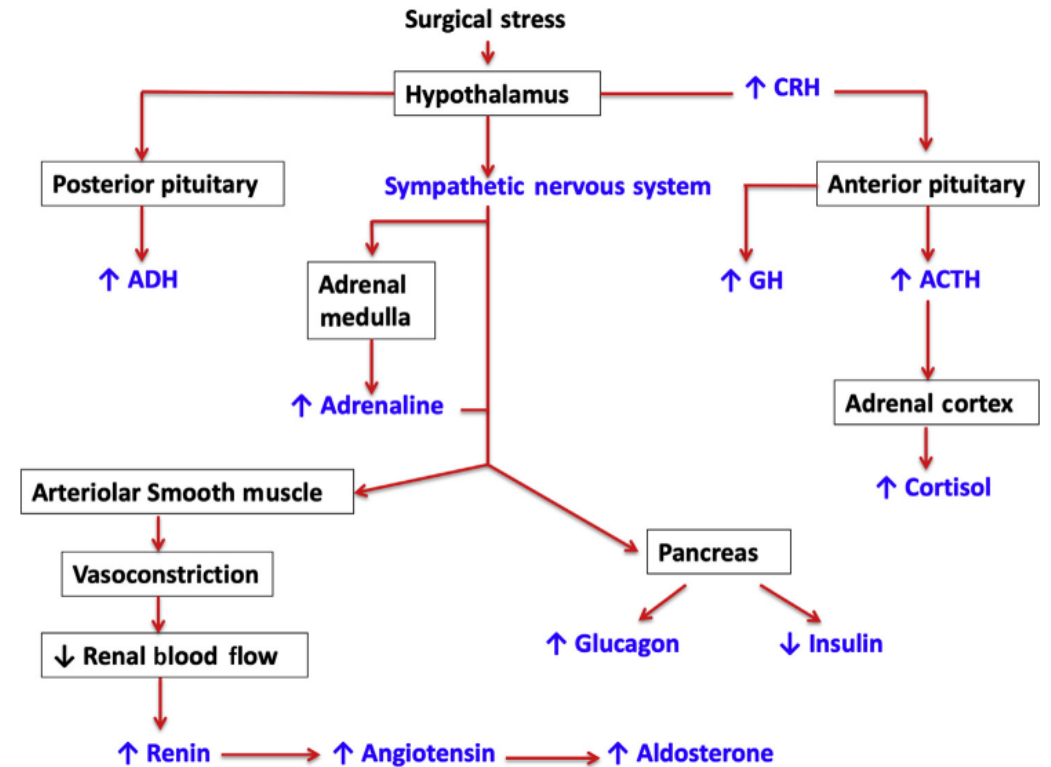 Surgical stress
Hypothalamus
↑ CRH
Posterior pituitary
Sympathetic nervous system
Anterior pituitary
↑ ADH
Adrenal
medulla
↑ GH
↑ ACTH
↑ Adrenaline
Adrenal cortex
Arteriolar Smooth muscle
↑ Cortisol
Pancreas
Vasoconstriction
↓ Renal blood flow
↑ Glucagon
↓ Insulin
↑ Renin
↑ Angiotensin
↑ Aldosterone